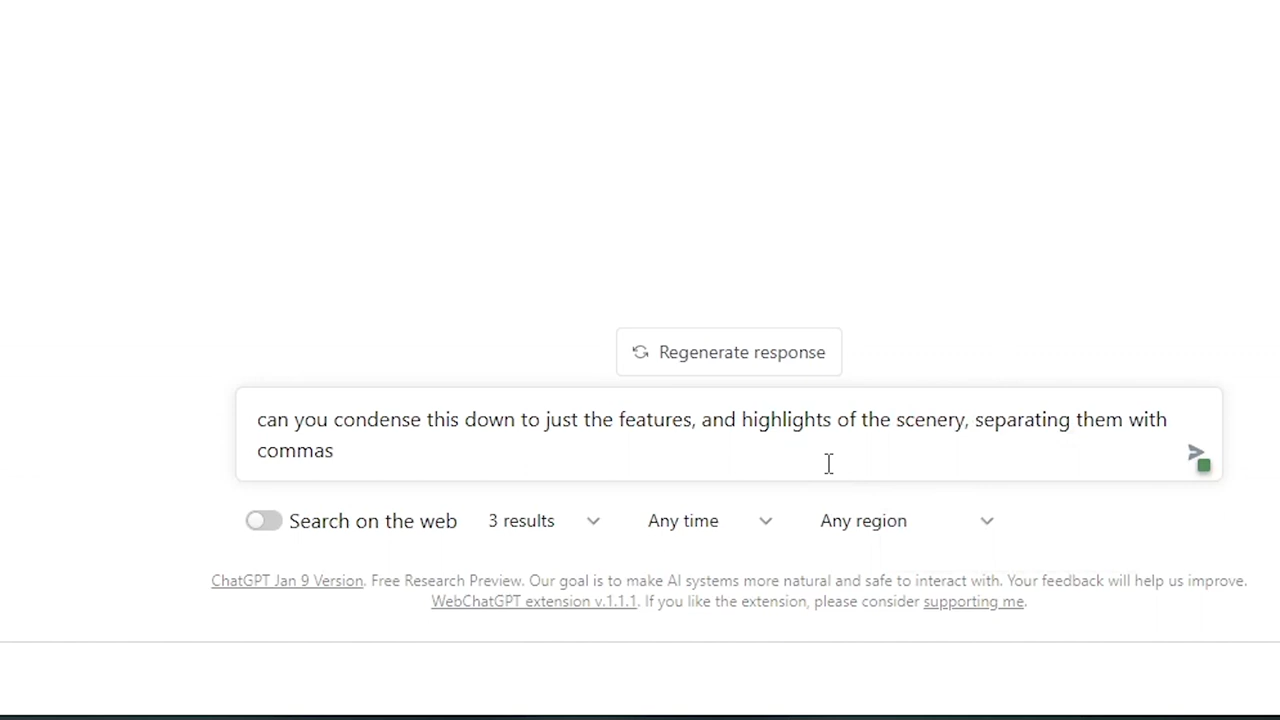 Regenerate response
can you condense this down to just the features, and highlights of the scenery, separating them with
commas
Search on the web 3 results Any time Any region
ChatGPT Jan 9 Version. Free Research Preview. Our goal is to make AI systems more natural and safe to interact with. Your feedback will help us improve.
WebChatGPT extension v.1.1.1. If you like the extension, please consider supporting me.